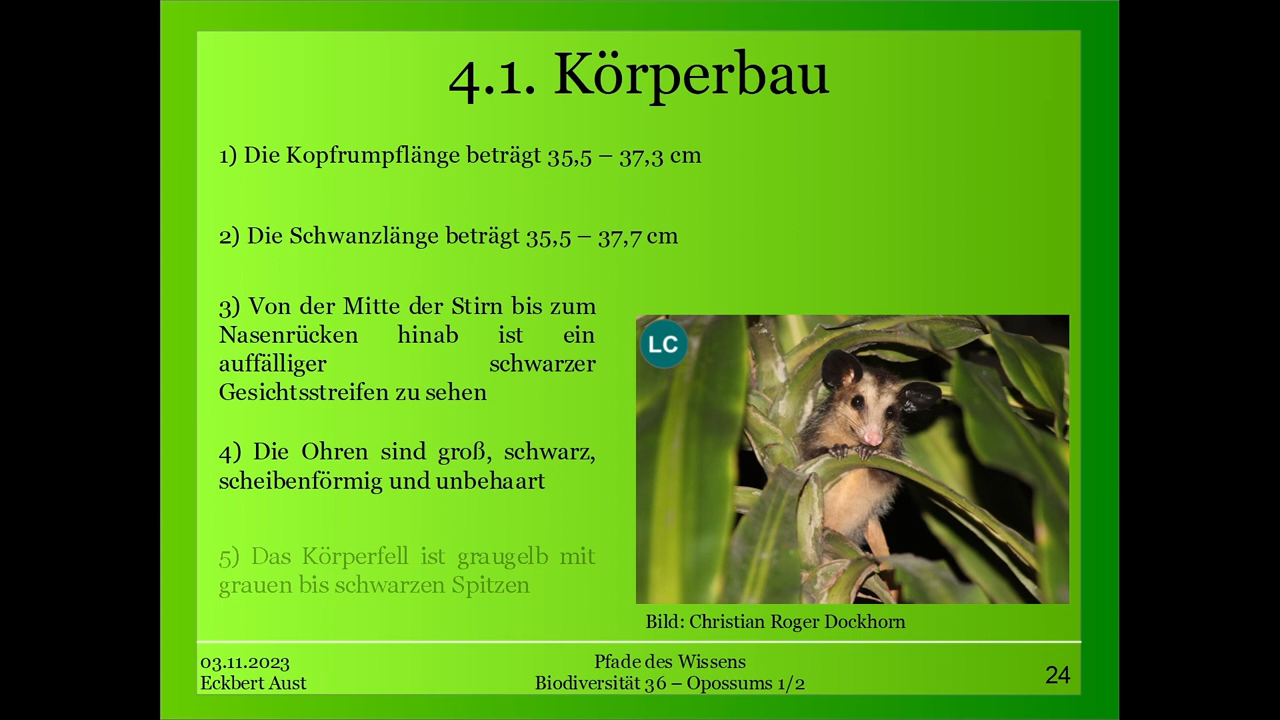 4.1. Körperbau
1) Die Kopfrumpflänge beträgt 35,5 – 37,3 cm
2) Die Schwanzlänge beträgt 35,5 – 37,7 cm
3) Von der Mitte der Stirn bis zum
Nasenrücken hinab ist ein
auffälliger schwarzer
Gesichtsstreifen zu sehen
4) Die Ohren sind groß, schwarz,
scheibenförmig und unbehaart
5) Das Körperfell ist graugelb mit
grauen bis schwarzen Spitzen
LC
Bild: Christian Roger Dockhorn
03.11.2023
Eckbert Aust
Pfade des Wissens
Biodiversität 36 – Opossums 1/2
24